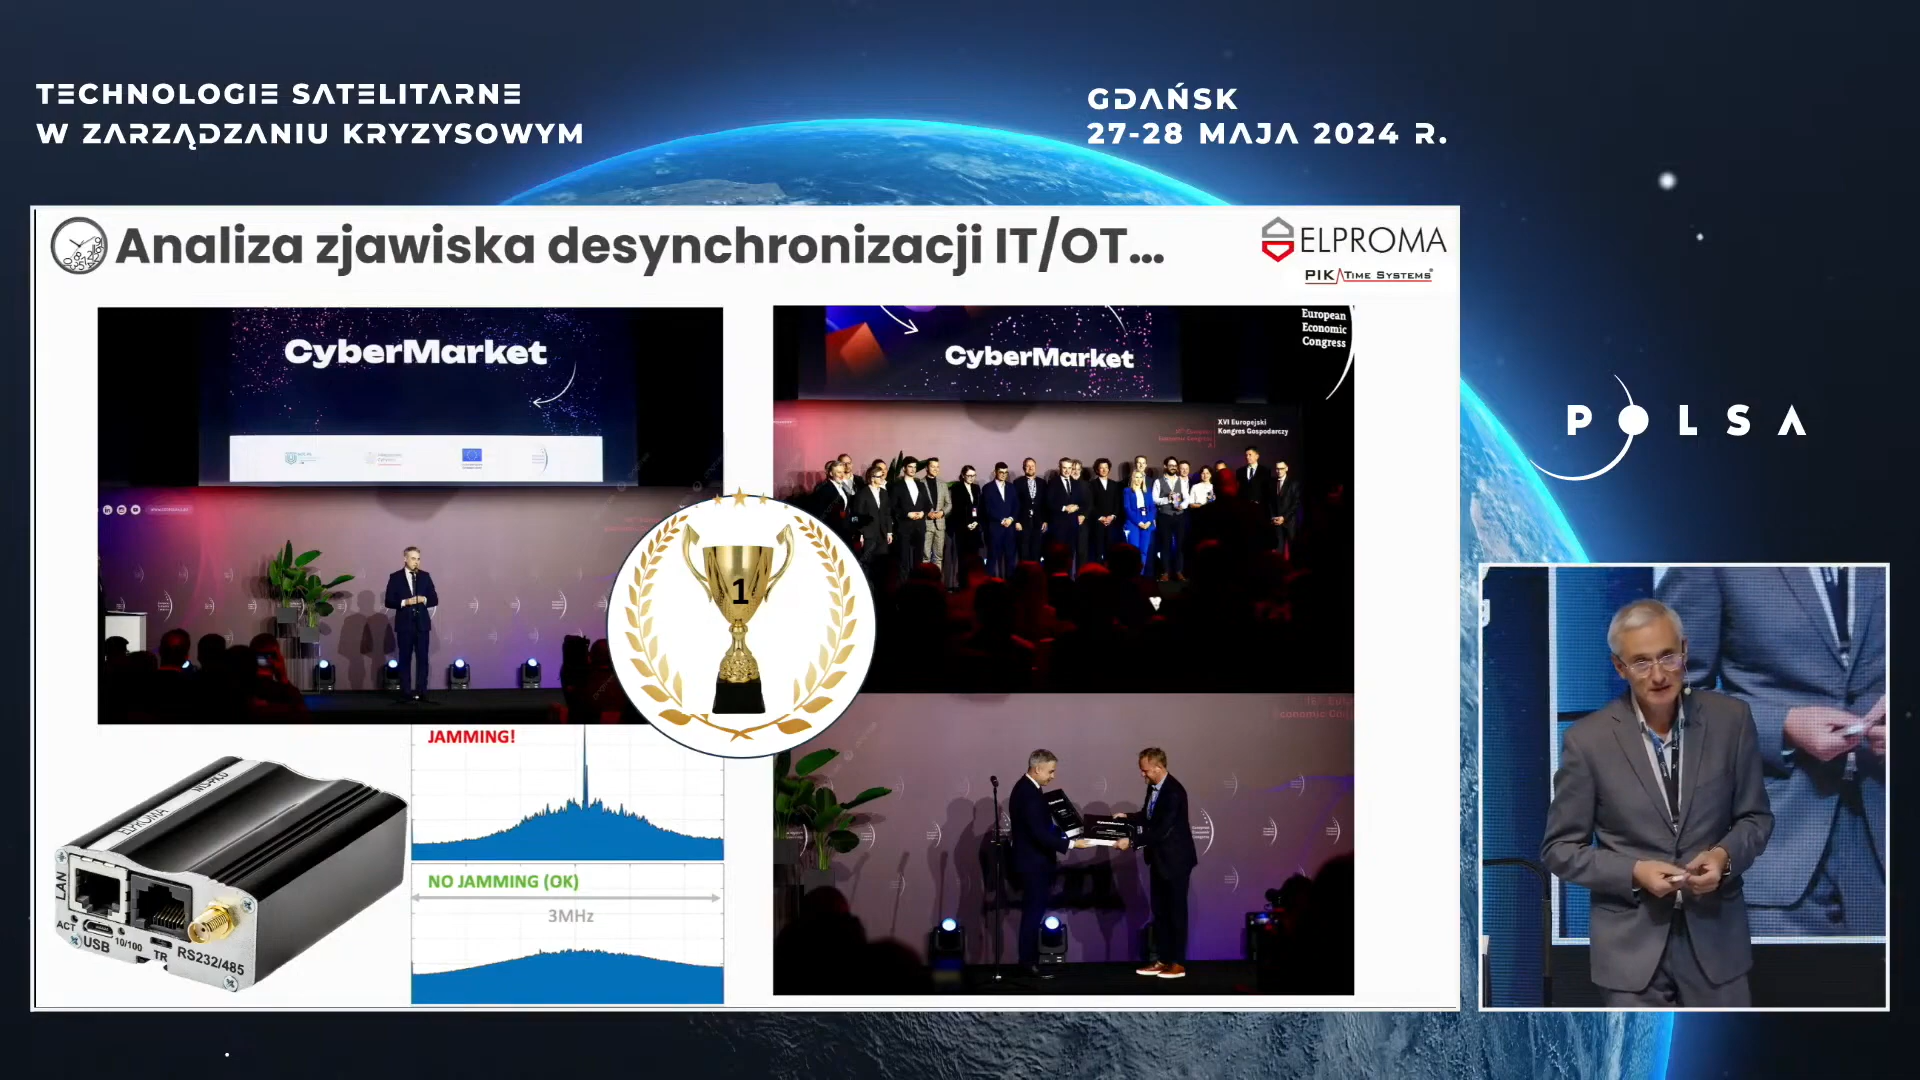 TECHNOLOGIE SATELITARNE
W ZARZĄDZANIU KRYZYSOWYM
GDAŃSK
27-28 MAJA 2024 R.
Analiza zjawiska desynchronizacji IT/OT...
ELPROMA
PIK TIME SYSTEMS
CyberMarket
CyberMarket
European
Economic
Congress
XVI Europejski
Kongres Gospodarczy
1
POLSA
JAMMING!
NO JAMMING (OK)
3MHz
ELPROMA
LAN
ACT
USB
10/100
TR
RS232/485